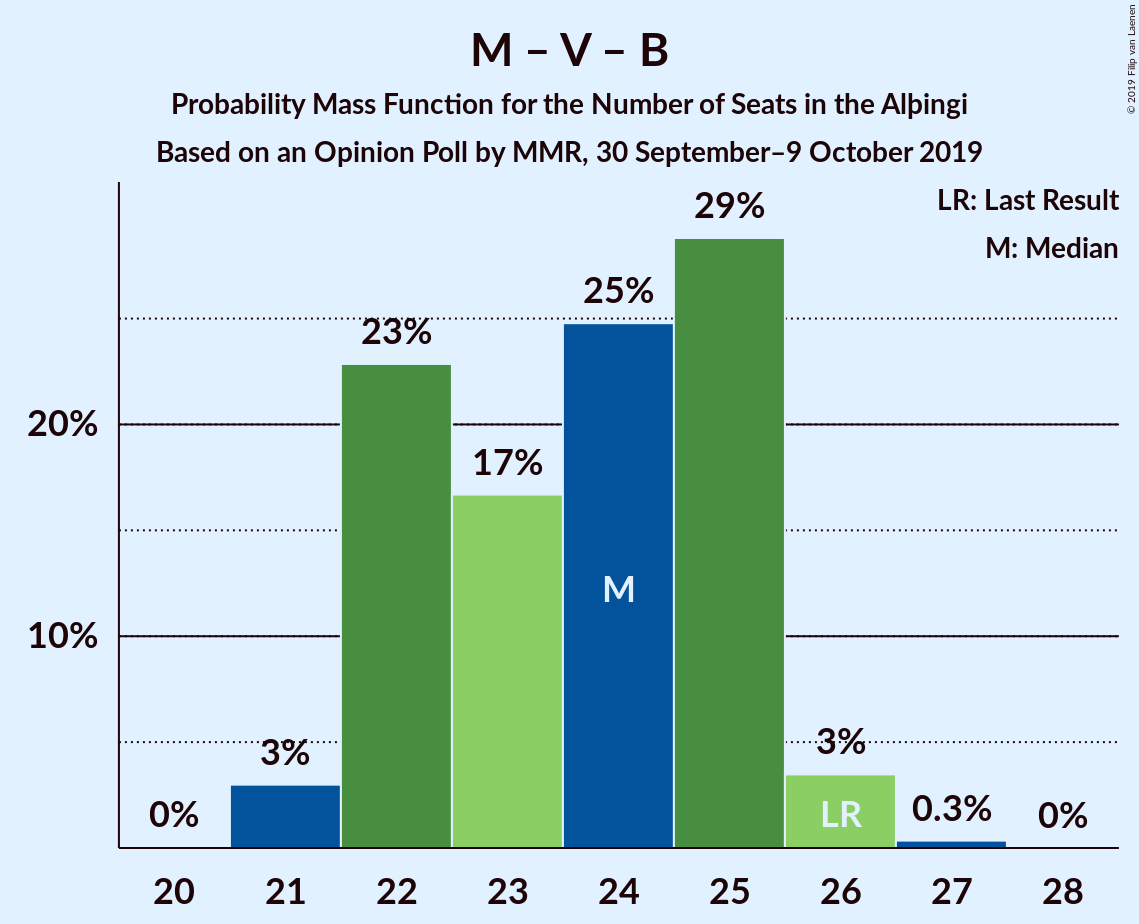 M – V – B
Probability Mass Function for the Number of Seats in the Alþingi
Based on an Opinion Poll by MMR, 30 September–9 October 2019
© 2019 Filip van Laenen
LR: Last Result
M: Median
29%
25%
23%
20%
17%
10%
3%
3%
0%
0.3%
0%
M
LR
20 21 22 23 24 25 26 27 28